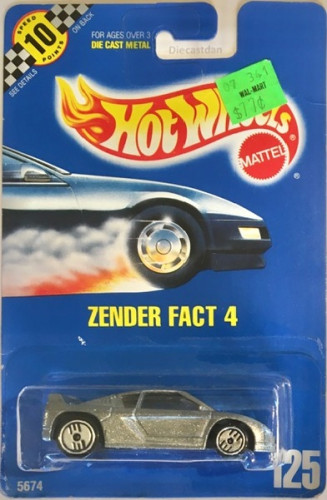 SPEED
10
POINTS
ON BACK
SEE DETAILS
FOR AGES OVER 3
DIE CAST METAL
Diecastdan
Hot Wheels
®
WAL-MART
77¢
MATTEL
ZENDER FACT 4
5674
125